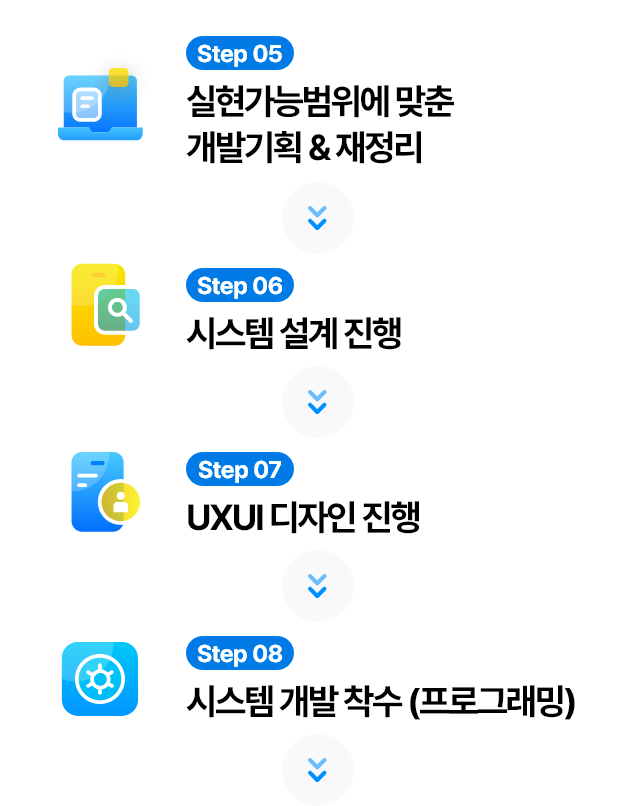 Step 05
실현가능범위에 맞춘
개발기획 & 재정리
Step 06
시스템 설계 진행
Step 07
UXUI 디자인 진행
Step 08
시스템 개발 착수 (프로그래밍)